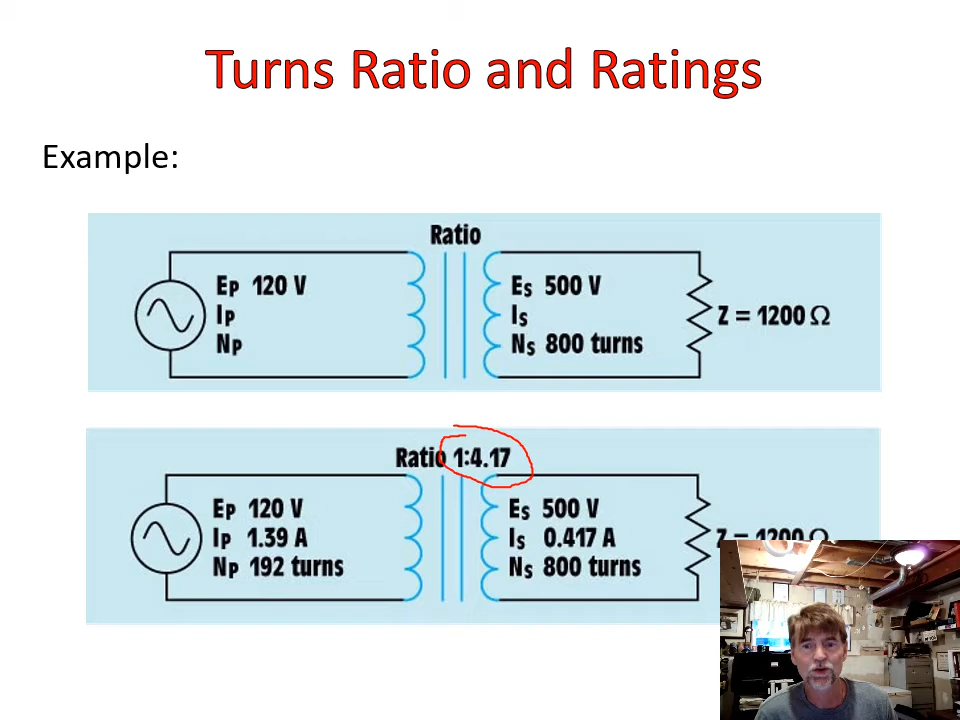 Turns Ratio and Ratings
Example:
Ratio
EP 120 V
IP
NP
ES 500 V
IS
NS 800 turns
Z = 1200 Ω
Ratio 1:4.17
EP 120 V
IP 1.39 A
NP 192 turns
ES 500 V
IS 0.417 A
NS 800 turns
Z = 1200 Ω